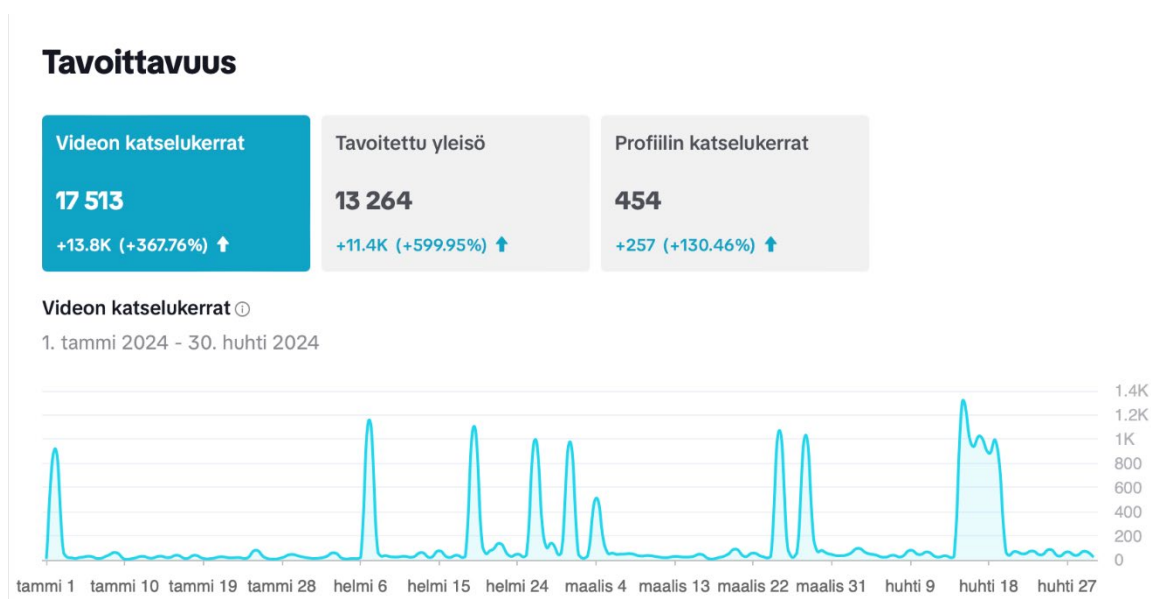 Tavoittavuus
Videon katselukerrat
17 513
+13.8K (+367.76%)
Tavoitettu yleisö
13 264
+11.4K (+599.95%)
Profiilin katselukerrat
454
+257 (+130.46%)
Videon katselukerrat
1. tammi 2024 - 30. huhti 2024
1.4K
1.2K
1K
800
600
400
200
0
tammi 1 tammi 10 tammi 19 tammi 28 helmi 6 helmi 15 helmi 24 maalis 4 maalis 13 maalis 22 maalis 31 huhti 9 huhti 18 huhti 27